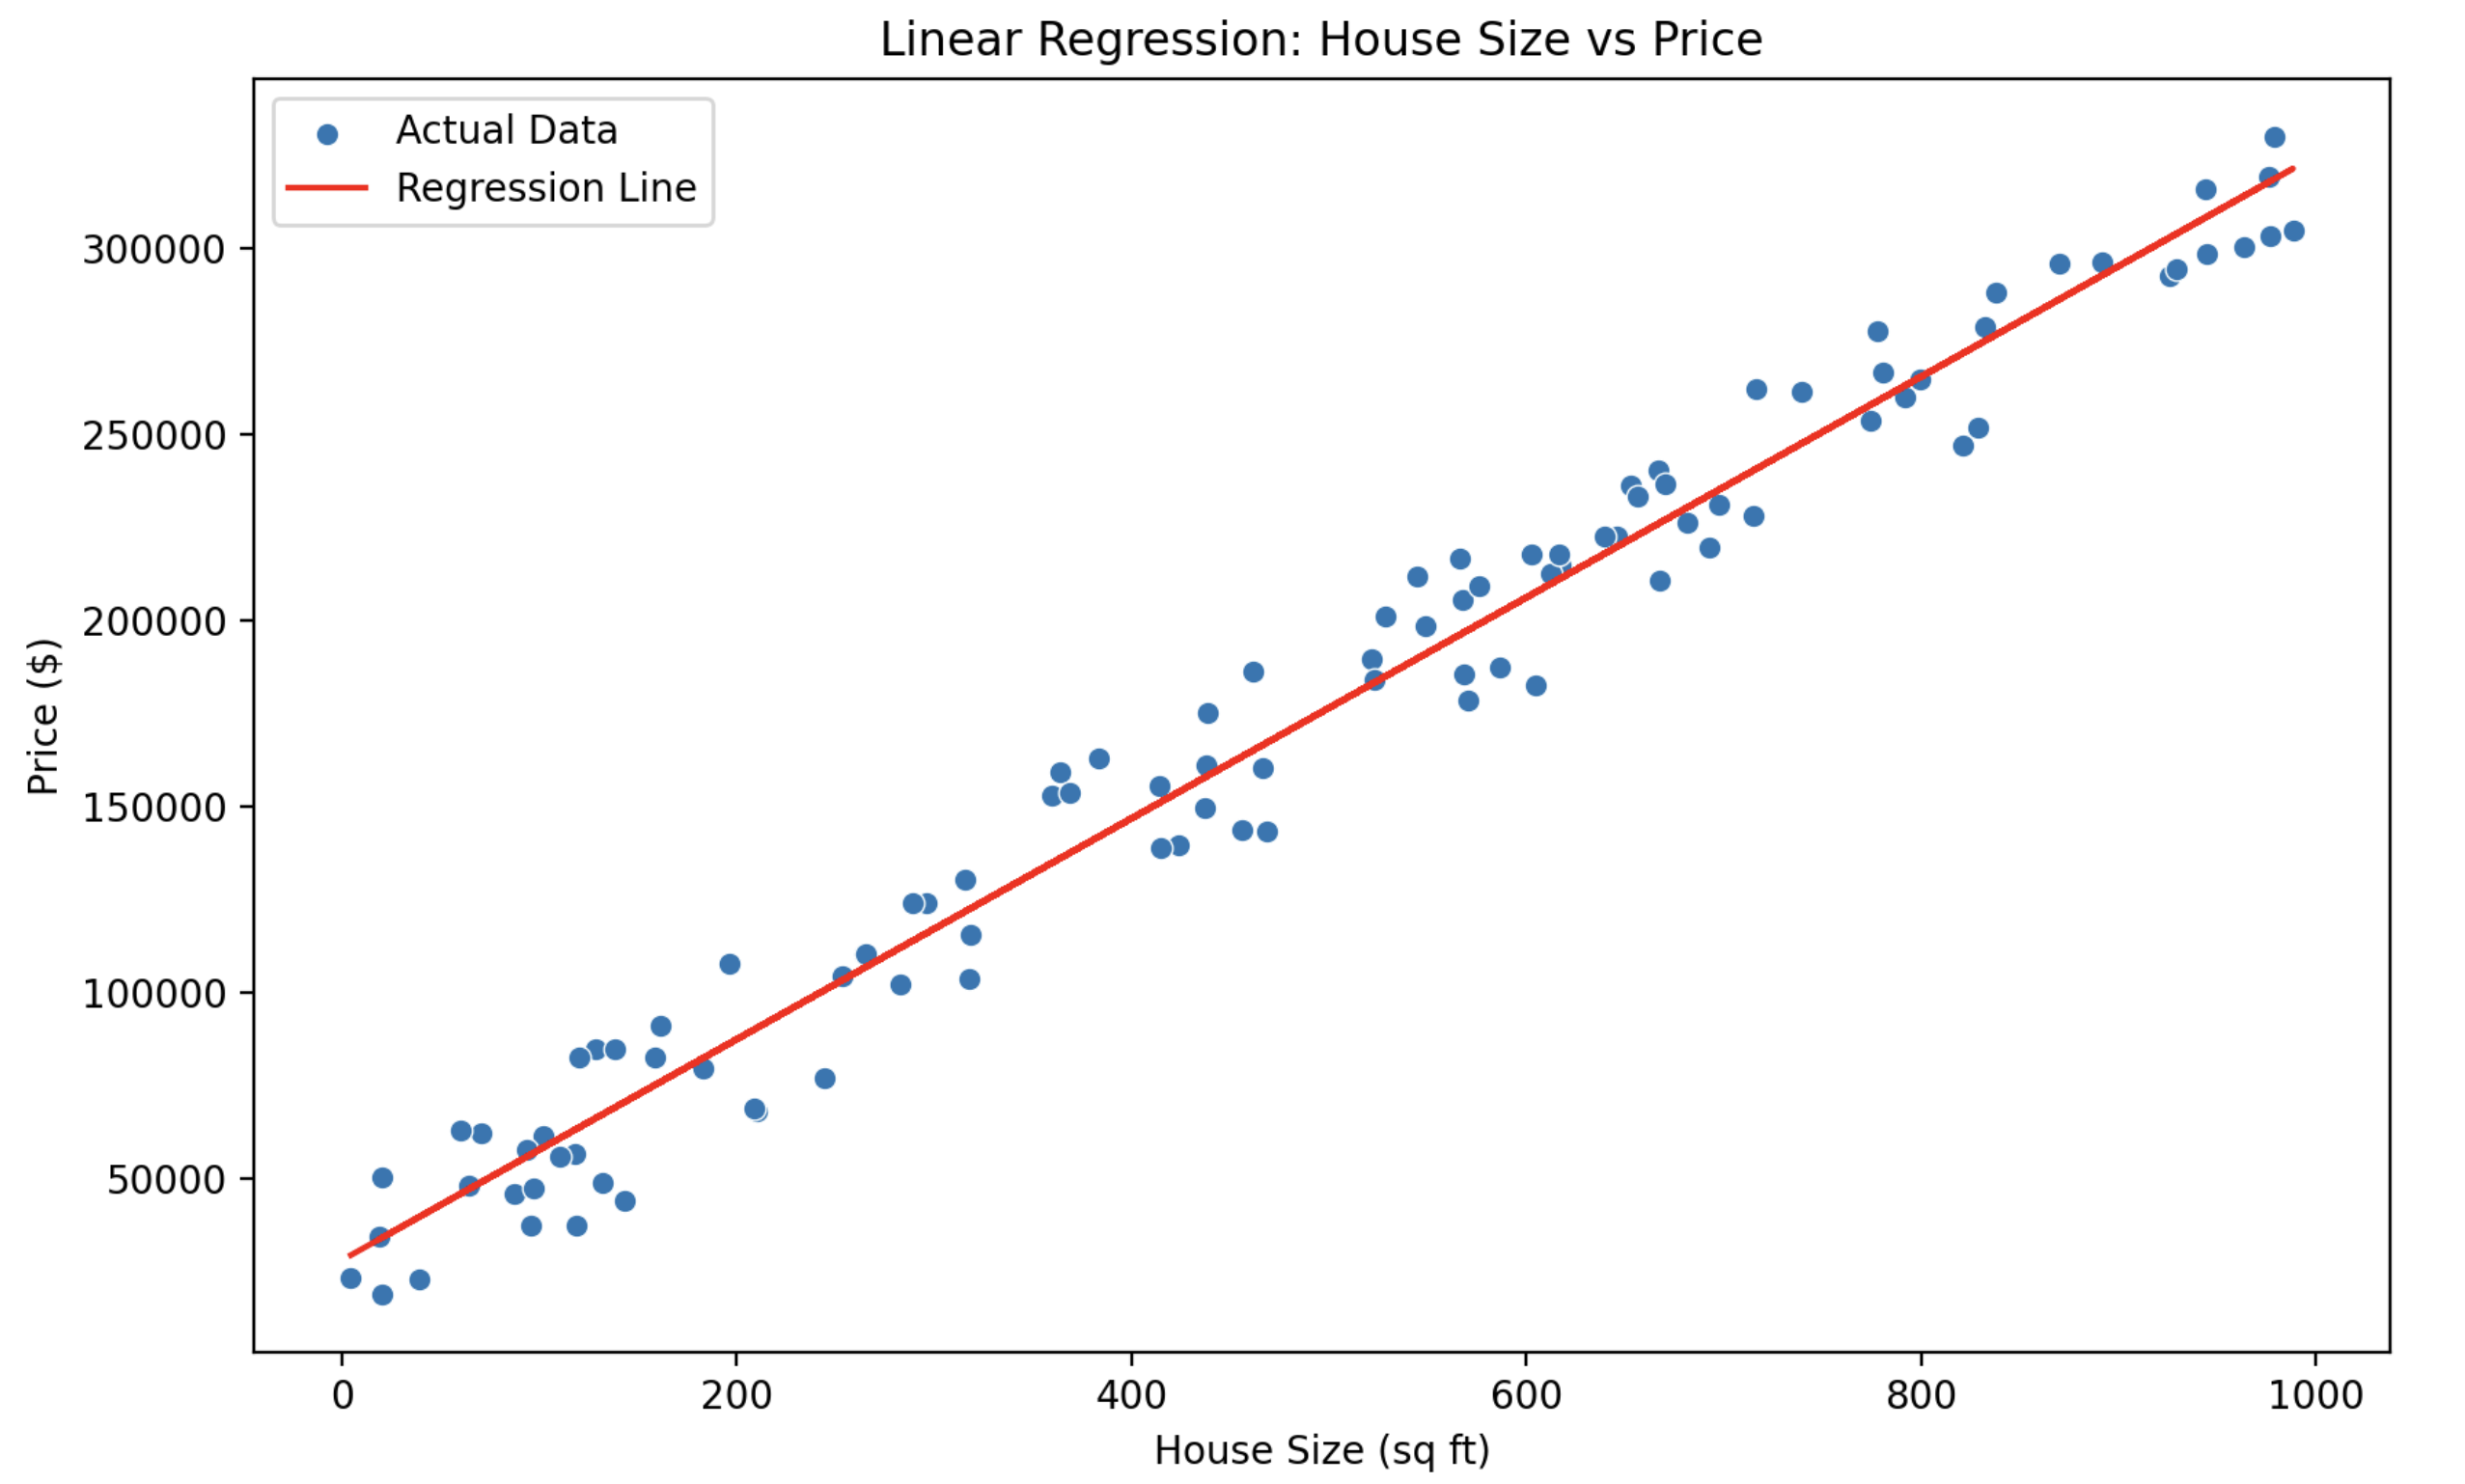 Linear Regression: House Size vs Price
Actual Data
Regression Line
300000
250000
200000
150000
100000
50000
Price ($)
0 200 400 600 800 1000
House Size (sq ft)